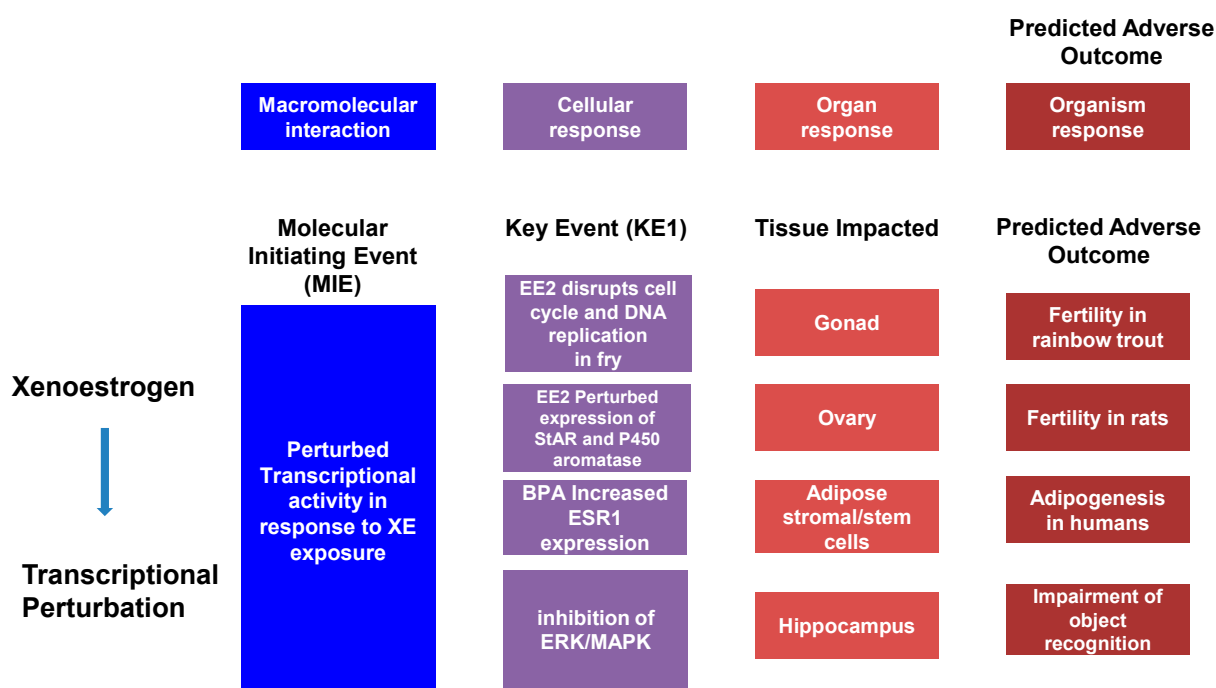 Predicted Adverse
Outcome
Macromolecular
interaction
Cellular
response
Organ
response
Organism
response
Molecular
Initiating Event
(MIE)
Key Event (KE1)
Tissue Impacted
Predicted Adverse
Outcome
Xenoestrogen
Transcriptional
Perturbation
Perturbed
Transcriptional
activity in
response to XE
exposure
EE2 disrupts cell
cycle and DNA
replication
in fry
Gonad
Fertility in
rainbow trout
EE2 Perturbed
expression of
StAR and P450
aromatase
Ovary
Fertility in rats
BPA Increased
ESR1
expression
Adipose
stromal/stem
cells
Adipogenesis
in humans
inhibition of
ERK/MAPK
Hippocampus
Impairment of
object
recognition